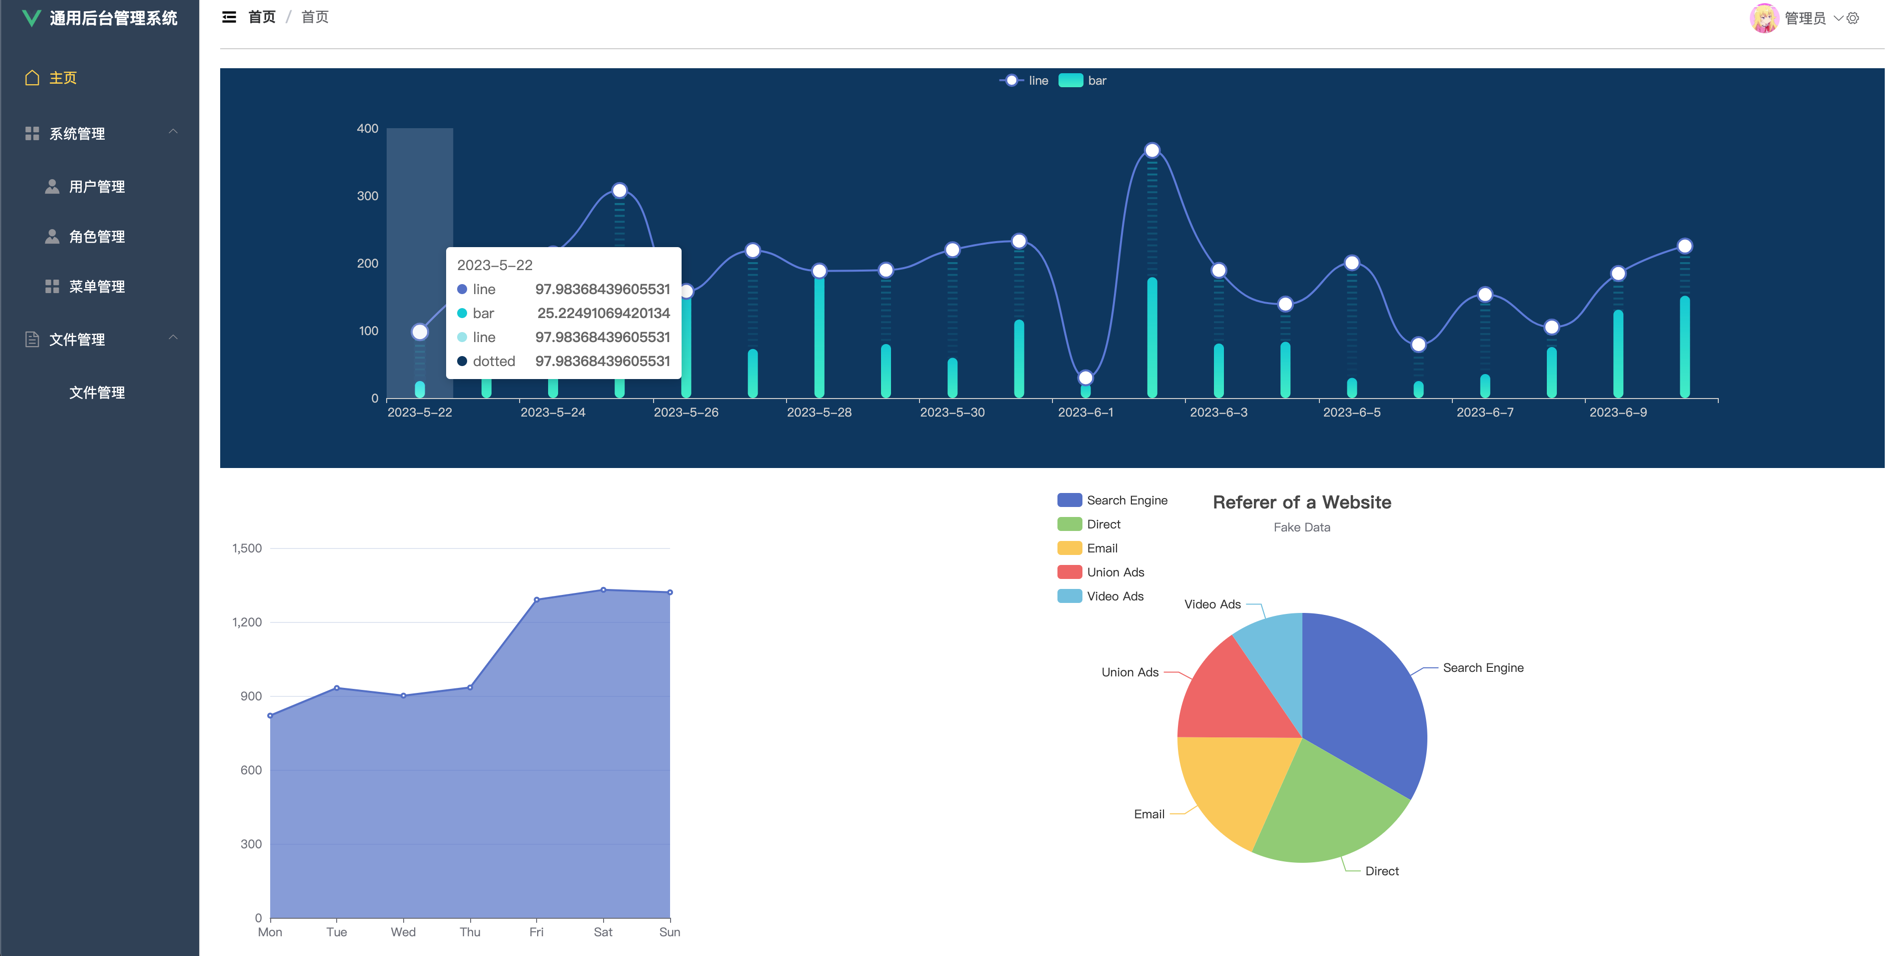 通用后台管理系统
主页
系统管理
用户管理
角色管理
菜单管理
文件管理
文件管理
首页 / 首页
管理员
line bar
400
300
200
100
0
2023-5-22
line 97.98368439605531
bar 25.22491069420134
line 97.98368439605531
dotted 97.98368439605531
2023-5-22 2023-5-24 2023-5-26 2023-5-28 2023-5-30 2023-6-1 2023-6-3 2023-6-5 2023-6-7 2023-6-9
1,500
1,200
900
600
300
0
Mon Tue Wed Thu Fri Sat Sun
Search Engine
Direct
Email
Union Ads
Video Ads
Referer of a Website
Fake Data
Video Ads
Search Engine
Union Ads
Email
Direct